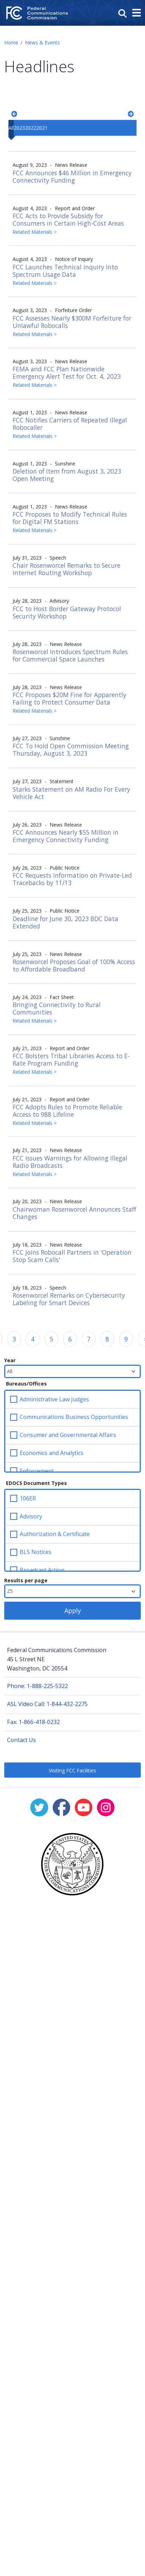 FC Federal
Communications
Commission
Home / News & Events
Headlines
All202320222021
August 9, 2023 - News Release
FCC Announces $46 Million in Emergency
Connectivity Funding
August 4, 2023 - Report and Order
FCC Acts to Provide Subsidy for
Consumers in Certain High-Cost Areas
Related Materials >
August 4, 2023 - Notice of Inquiry
FCC Launches Technical Inquiry Into
Spectrum Usage Data
Related Materials >
August 3, 2023 - Forfeiture Order
FCC Assesses Nearly $300M Forfeiture for
Unlawful Robocalls
Related Materials >
August 3, 2023 - News Release
FEMA and FCC Plan Nationwide
Emergency Alert Test for Oct. 4, 2023
Related Materials >
August 1, 2023 - News Release
FCC Notifies Carriers of Repeated Illegal
Robocaller
Related Materials >
August 1, 2023 - Sunshine
Deletion of Item from August 3, 2023
Open Meeting
August 1, 2023 - News Release
FCC Proposes to Modify Technical Rules
for Digital FM Stations
Related Materials >
July 31, 2023 - Speech
Chair Rosenworcel Remarks to Secure
Internet Routing Workshop
July 28, 2023 - Advisory
FCC to Host Border Gateway Protocol
Security Workshop
July 28, 2023 - News Release
Rosenworcel Introduces Spectrum Rules
for Commercial Space Launches
July 28, 2023 - News Release
FCC Proposes $20M Fine for Apparently
Failing to Protect Consumer Data
Related Materials >
July 27, 2023 - Sunshine
FCC To Hold Open Commission Meeting
Thursday, August 3, 2023
July 27, 2023 - Statement
Starks Statement on AM Radio For Every
Vehicle Act
July 26, 2023 - News Release
FCC Announces Nearly $55 Million in
Emergency Connectivity Funding
July 26, 2023 - Public Notice
FCC Requests Information on Private-Led
Tracebacks by 11/13
July 25, 2023 - Public Notice
Deadline for June 30, 2023 BDC Data
Extended
July 25, 2023 - News Release
Rosenworcel Proposes Goal of 100% Access
to Affordable Broadband
July 24, 2023 - Fact Sheet
Bringing Connectivity to Rural
Communities
Related Materials >
July 21, 2023 - Report and Order
FCC Bolsters Tribal Libraries Access to E-
Rate Program Funding
Related Materials >
July 21, 2023 - Report and Order
FCC Adopts Rules to Promote Reliable
Access to 988 Lifeline
Related Materials >
July 21, 2023 - News Release
FCC Issues Warnings for Allowing Illegal
Radio Broadcasts
Related Materials >
July 20, 2023 - News Release
Chairwoman Rosenworcel Announces Staff
Changes
July 18, 2023 - News Release
FCC Joins Robocall Partners in 'Operation
Stop Scam Calls'
July 18, 2023 - Speech
Rosenworcel Remarks on Cybersecurity
Labeling for Smart Devices
3 4 5 6 7 8 9
Year
All
Bureaus/Offices
Administrative Law Judges
Communications Business Opportunities
Consumer and Governmental Affairs
Economics and Analytics
Enforcement
EDOCS Document Types
106ER
Advisory
Authorization & Certificate
BLS Notices
Broadcast Action
Results per page
25
Apply
Federal Communications Commission
45 L Street NE
Washington, DC 20554
Phone: 1-888-225-5322
ASL Video Call: 1-844-432-2275
Fax: 1-866-418-0232
Contact Us
Visiting FCC Facilities